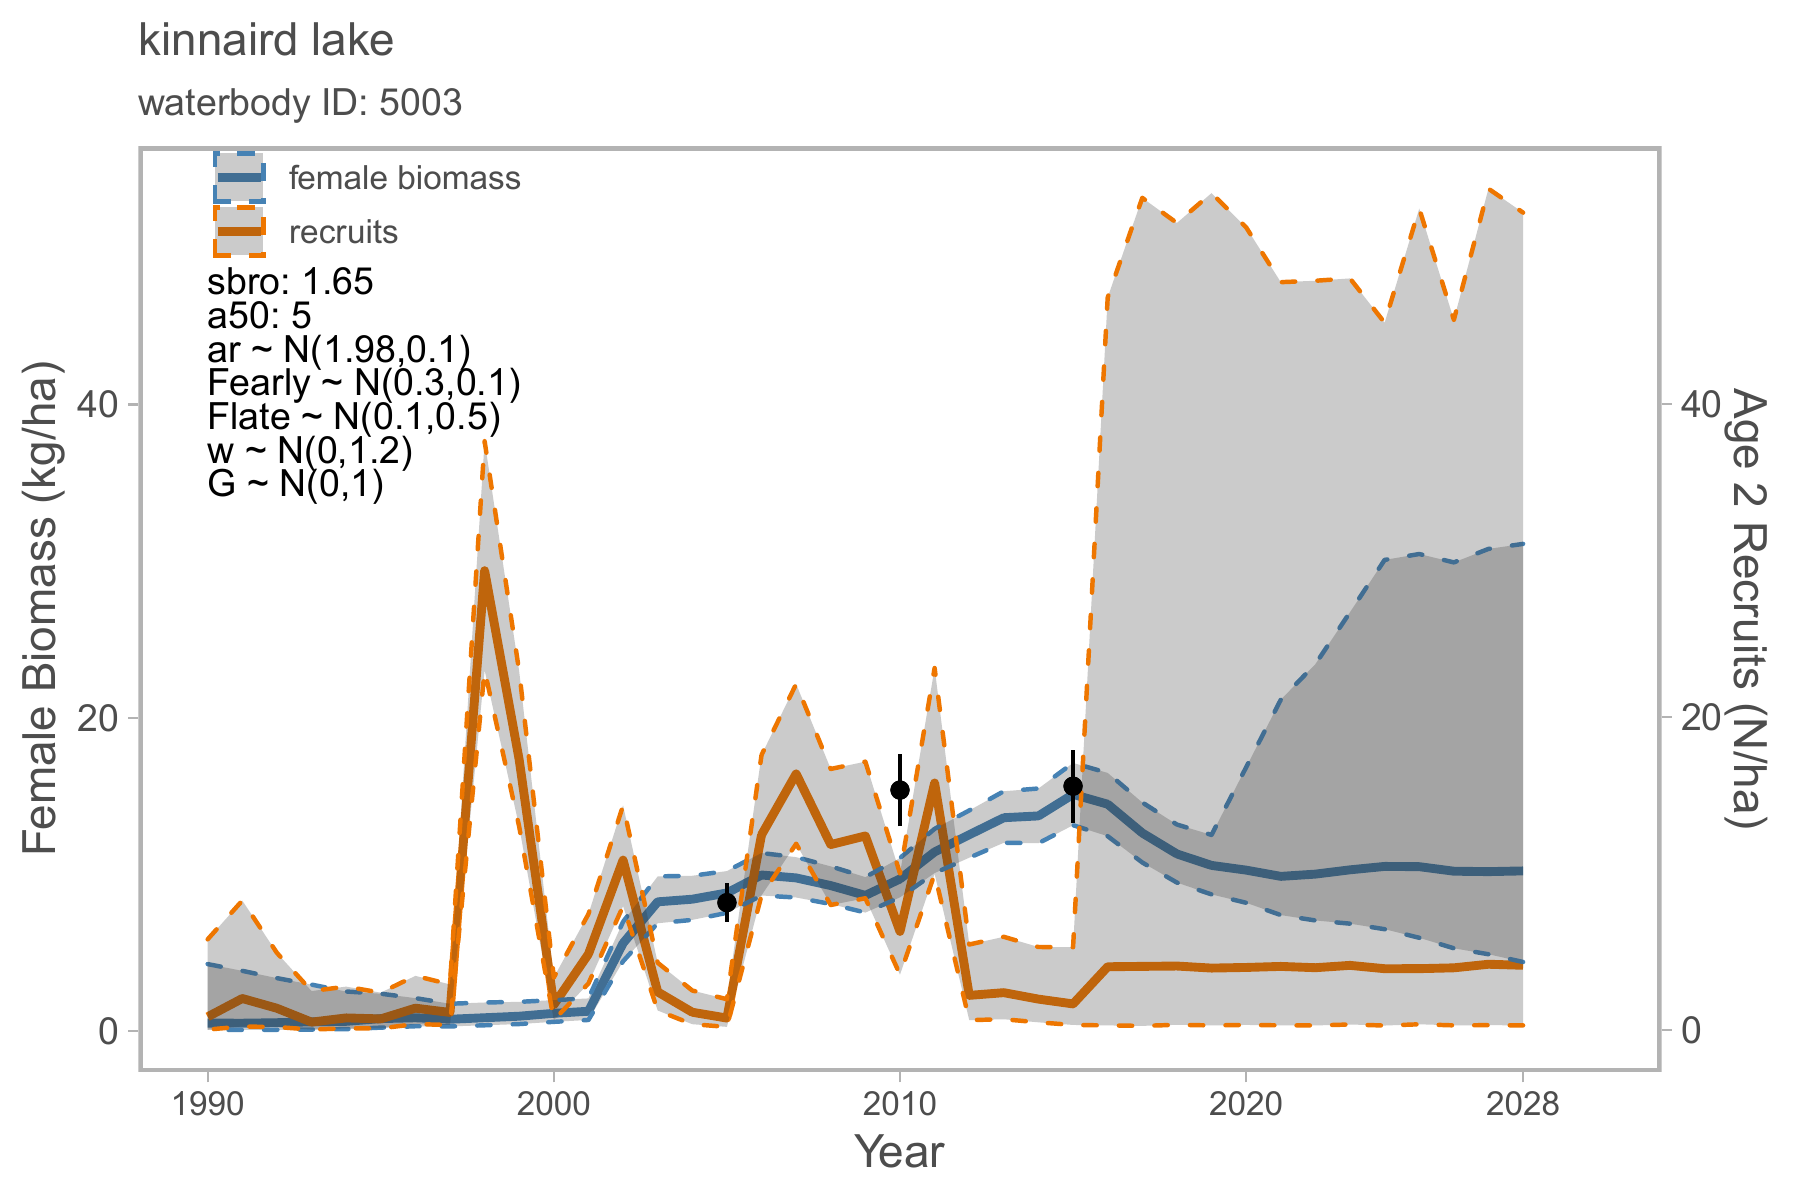 kinnaird lake
waterbody ID: 5003
female biomass
recruits
sbro: 1.65
a50: 5
ar ~ N(1.98,0.1)
Fearly ~ N(0.3,0.1)
Flate ~ N(0.1,0.5)
w ~ N(0,1.2)
G ~ N(0,1)
Female Biomass (kg/ha)
40
20
0
40
20
0
Age 2 Recruits (N/ha)
1990
2000
2010
2020
2028
Year